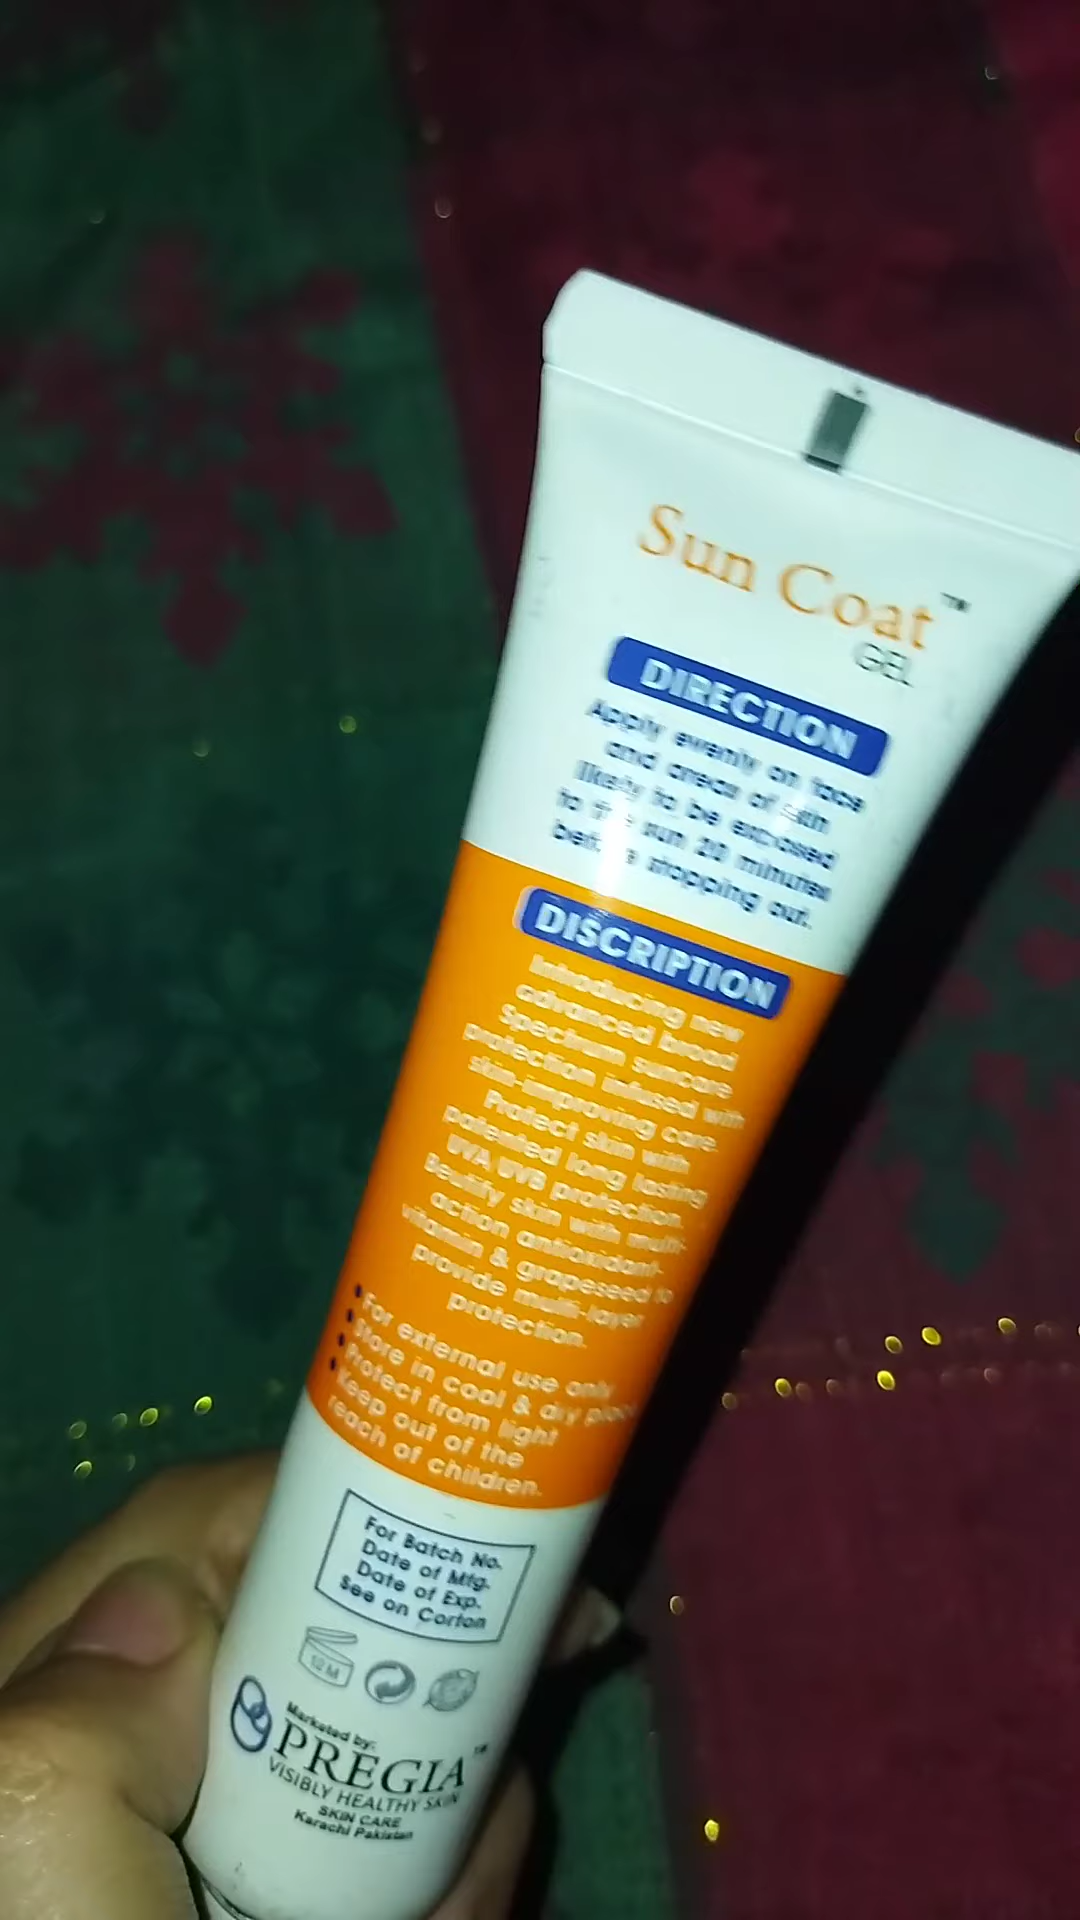 Sun Coat™
GEL
DIRECTION
Apply evenly on face
and areas of skin
likely to be exposed
to the sun 20 minutes
before stopping out.
DISCRIPTION
Introducing new
advanced broad
Spectrum suncare
protection infused with
skin-improving care.
Protect skin with
patented long lasting
UVA UVB protection.
Beautify skin with multi-
action antioxidant-
vitamin & grapeseed to
provide multi-layer
protection.
For external use only
Store in cool & dry place
Protect from light
Keep out of the
reach of children.
For Batch No.
Date of Mfg.
Date of Exp.
See on Corton
12 M
Marketed by:
PREGIA™
VISIBLY HEALTHY SKIN
SKIN CARE
Karachi Pakistan